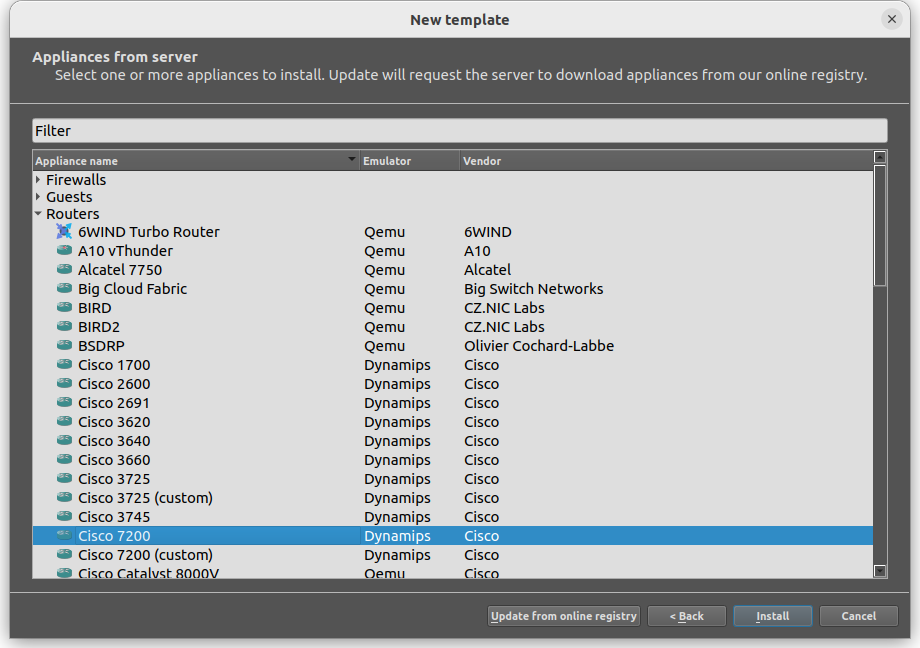 New template
Appliances from server
Select one or more appliances to install. Update will request the server to download appliances from our online registry.
Filter
Appliance name Emulator Vendor
Firewalls
Guests
Routers
6WIND Turbo Router Qemu 6WIND
A10 vThunder Qemu A10
Alcatel 7750 Qemu Alcatel
Big Cloud Fabric Qemu Big Switch Networks
BIRD Qemu CZ.NIC Labs
BIRD2 Qemu CZ.NIC Labs
BSDRP Qemu Olivier Cochard-Labbe
Cisco 1700 Dynamips Cisco
Cisco 2600 Dynamips Cisco
Cisco 2691 Dynamips Cisco
Cisco 3620 Dynamips Cisco
Cisco 3640 Dynamips Cisco
Cisco 3660 Dynamips Cisco
Cisco 3725 Dynamips Cisco
Cisco 3725 (custom) Dynamips Cisco
Cisco 3745 Dynamips Cisco
Cisco 7200 Dynamips Cisco
Cisco 7200 (custom) Dynamips Cisco
Cisco Catalyst 8000V Qemu Cisco
Update from online registry < Back Install Cancel